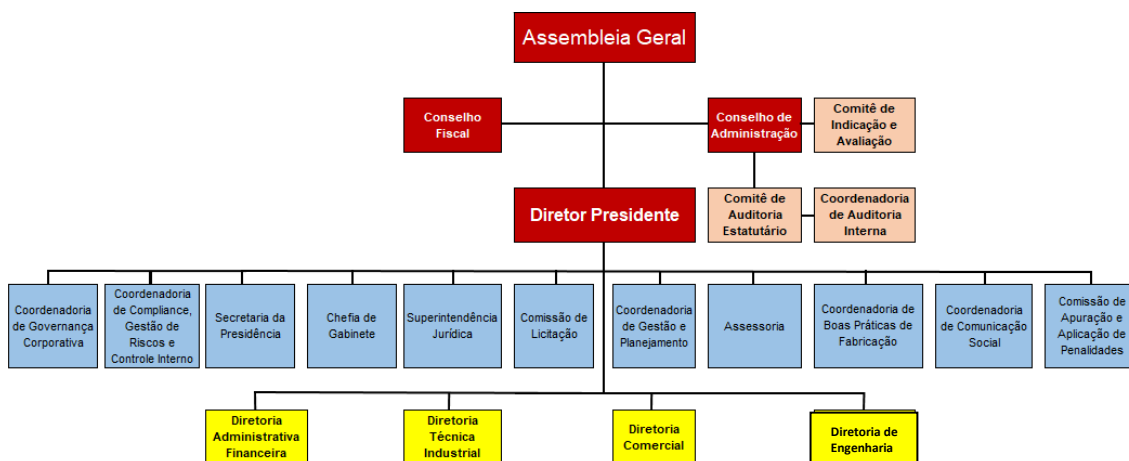 Assembleia Geral
Conselho
Fiscal
Conselho de
Administração
Comitê de
Indicação e
Avaliação
Diretor Presidente
Comitê de
Auditoria
Estatutário
Coordenadoria
de Auditoria
Interna
Coordenadoria
de Governança
Corporativa
Coordenadoria
de Compliance,
Gestão de
Riscos e
Controle Interno
Secretaria da
Presidência
Chefia de
Gabinete
Superintendência
Jurídica
Comissão de
Licitação
Coordenadoria
de Gestão e
Planejamento
Assessoria
Coordenadoria de
Boas Práticas de
Fabricação
Coordenadoria
de Comunicação
Social
Comissão de
Apuração e
Aplicação de
Penalidades
Diretoria
Administrativa
Financeira
Diretoria
Técnica
Industrial
Diretoria
Comercial
Diretoria de
Engenharia